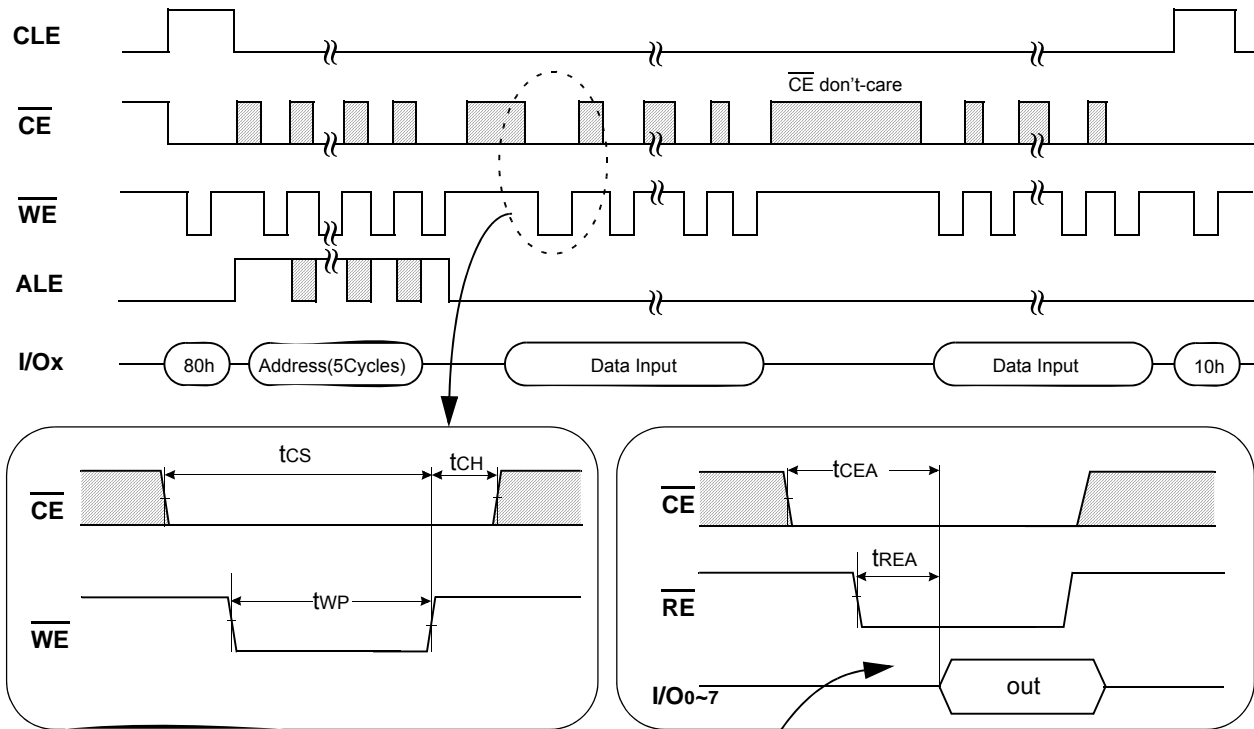 CLE
CE don't-care
CE
WE
ALE
I/Ox
80h
Address(5Cycles)
Data Input
Data Input
10h
tCS
tCH
CE
tWP
WE
tCEA
CE
tREA
RE
I/O0~7
out